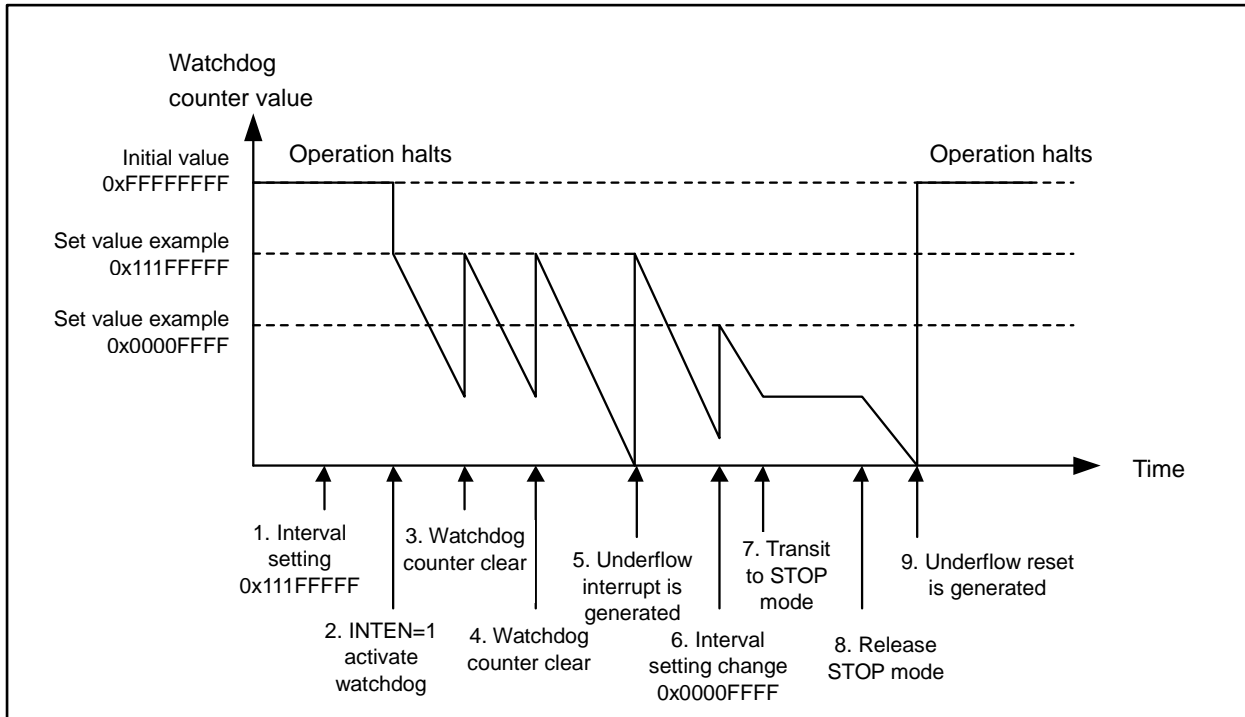 Watchdog
counter value
Initial value
0xFFFFFFFF
Operation halts
Operation halts
Set value example
0x111FFFFF
Set value example
0x0000FFFF
Time
1. Interval
setting
0x111FFFFF
2. INTEN=1
activate
watchdog
3. Watchdog
counter clear
4. Watchdog
counter clear
5. Underflow
interrupt is
generated
6. Interval
setting change
0x0000FFFF
7. Transit
to STOP
mode
8. Release
STOP mode
9. Underflow reset
is generated